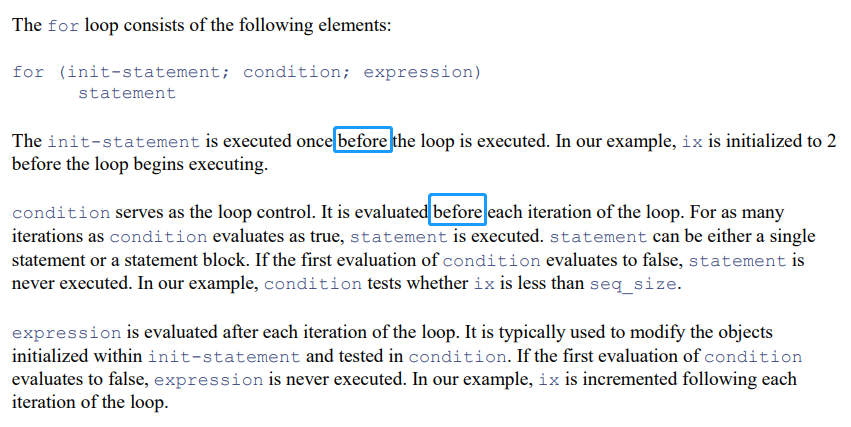 The for loop consists of the following elements:
for (init-statement; condition; expression)
statement
The init-statement is executed once before the loop is executed. In our example, ix is initialized to 2
before the loop begins executing.
condition serves as the loop control. It is evaluated before each iteration of the loop. For as many
iterations as condition evaluates as true, statement is executed. statement can be either a single
statement or a statement block. If the first evaluation of condition evaluates to false, statement is
never executed. In our example, condition tests whether ix is less than seq_size.
expression is evaluated after each iteration of the loop. It is typically used to modify the objects
initialized within init-statement and tested in condition. If the first evaluation of condition
evaluates to false, expression is never executed. In our example, ix is incremented following each
iteration of the loop.